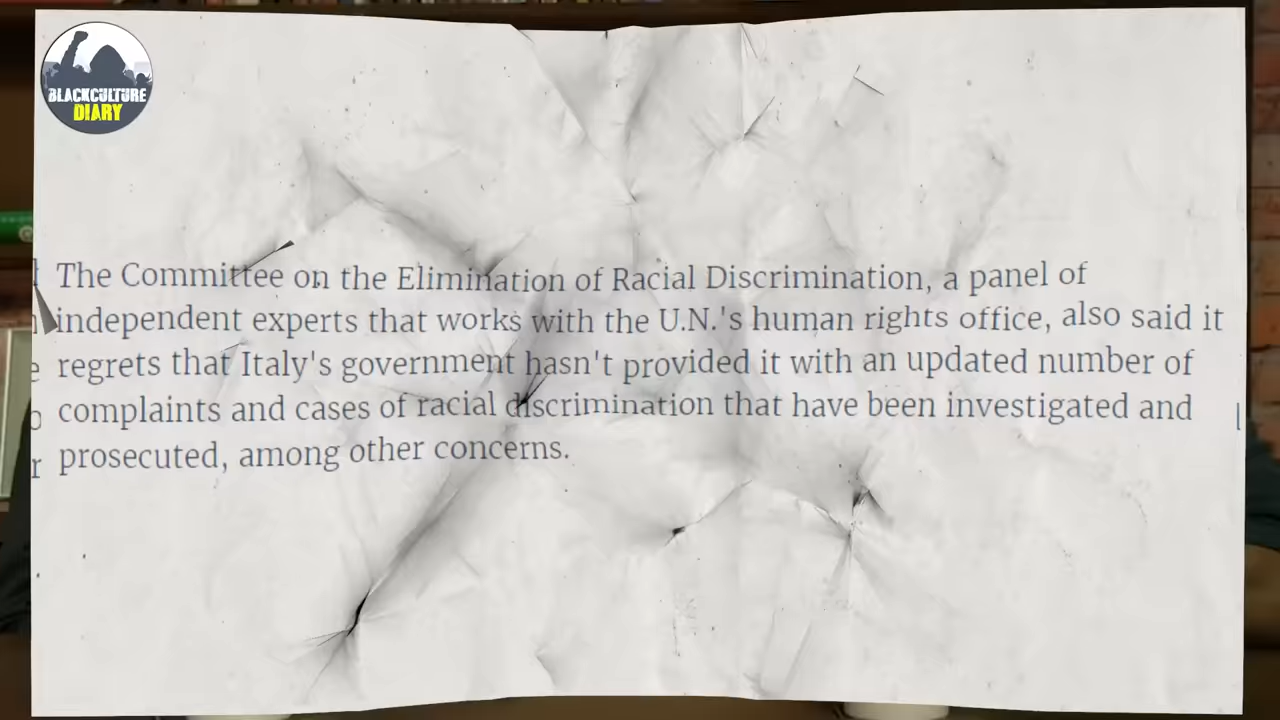 BLACKCULTURE
DIARY
The Committee on the Elimination of Racial Discrimination, a panel of
independent experts that works with the U.N.'s human rights office, also said it
regrets that Italy's government hasn't provided it with an updated number of
complaints and cases of racial discrimination that have been investigated and
prosecuted, among other concerns.